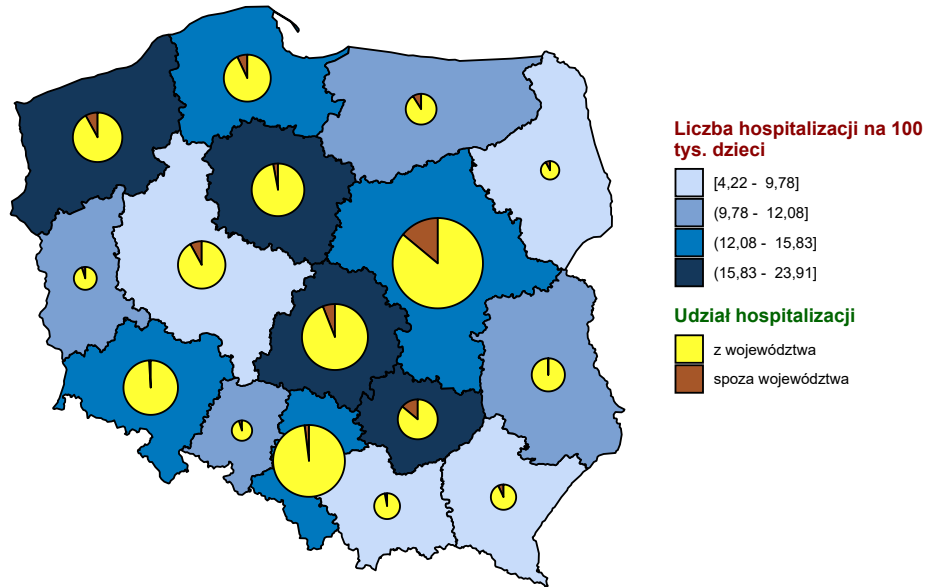 Liczba hospitalizacji na 100
tys. dzieci
[4,22 - 9,78]
(9,78 - 12,08]
(12,08 - 15,83]
(15,83 - 23,91]
Udział hospitalizacji
z województwa
spoza województwa